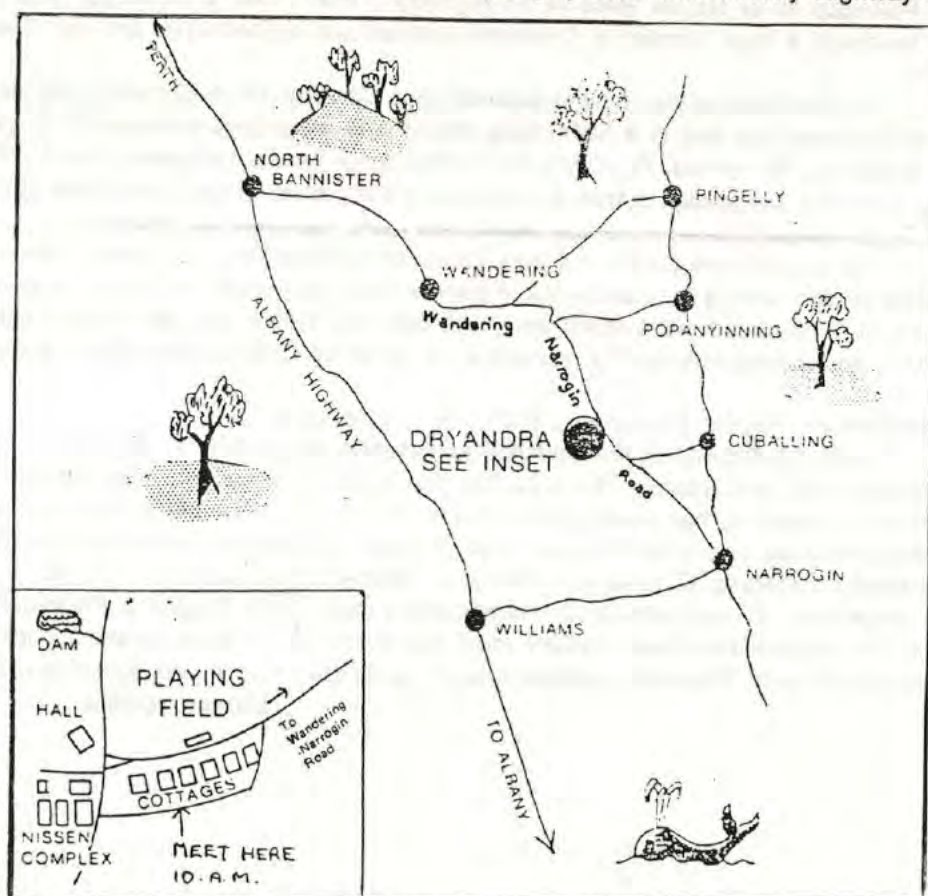 PERTH
NORTH
BANNISTER
PINGELLY
WANDERING
Wandering
POPANYINNING
Narrogin
ALBANY HIGHWAY
DRYANDRA
SEE INSET
CUBALLING
Road
NARROGIN
WILLIAMS
TO ALBANY
DAM
PLAYING
FIELD
HALL
To
Wandering
-Narrogin
Road
COTTAGES
NISSEN
COMPLEX
MEET HERE
10.A.M.